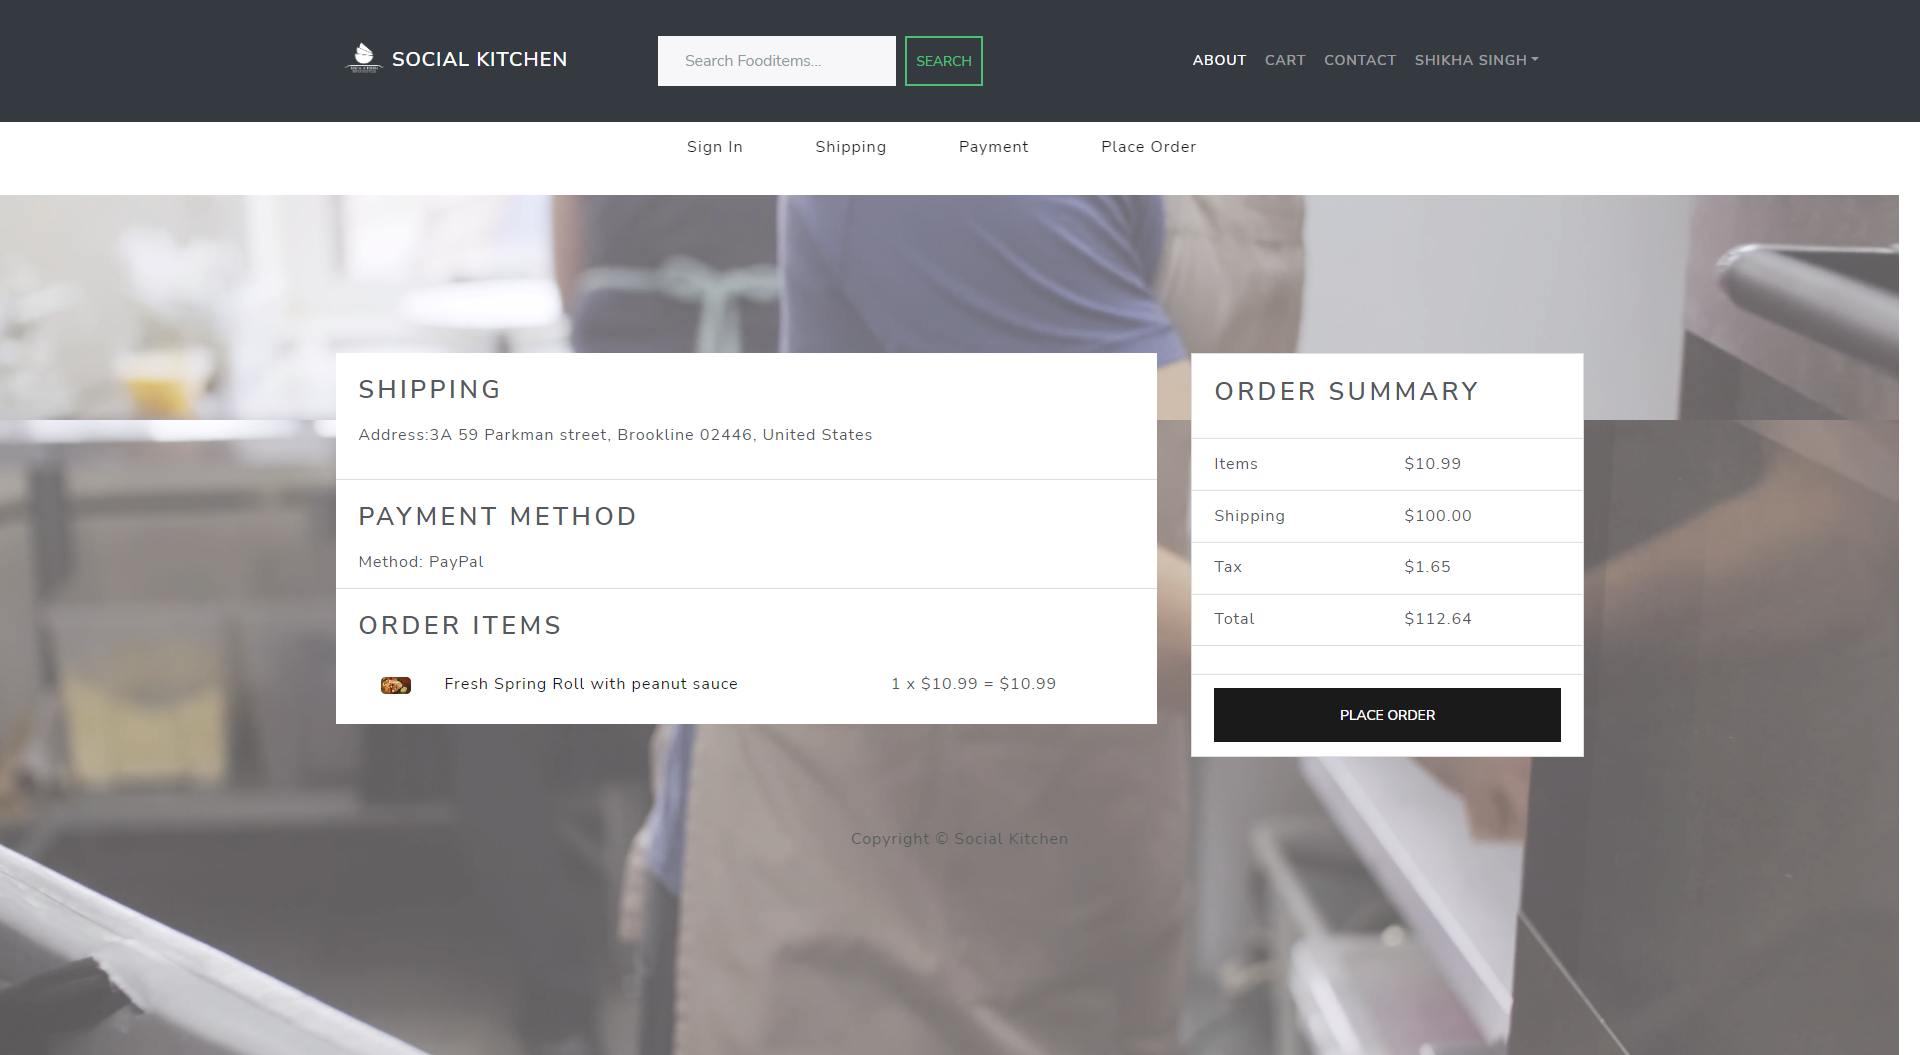 SOCIAL KITCHEN
Search Fooditems...
SEARCH
ABOUT CART CONTACT SHIKHA SINGH
Sign In Shipping Payment Place Order
SHIPPING
Address:3A 59 Parkman street, Brookline 02446, United States
PAYMENT METHOD
Method: PayPal
ORDER ITEMS
Fresh Spring Roll with peanut sauce 1 x $10.99 = $10.99
ORDER SUMMARY
Items $10.99
Shipping $100.00
Tax $1.65
Total $112.64
PLACE ORDER
Copyright © Social Kitchen